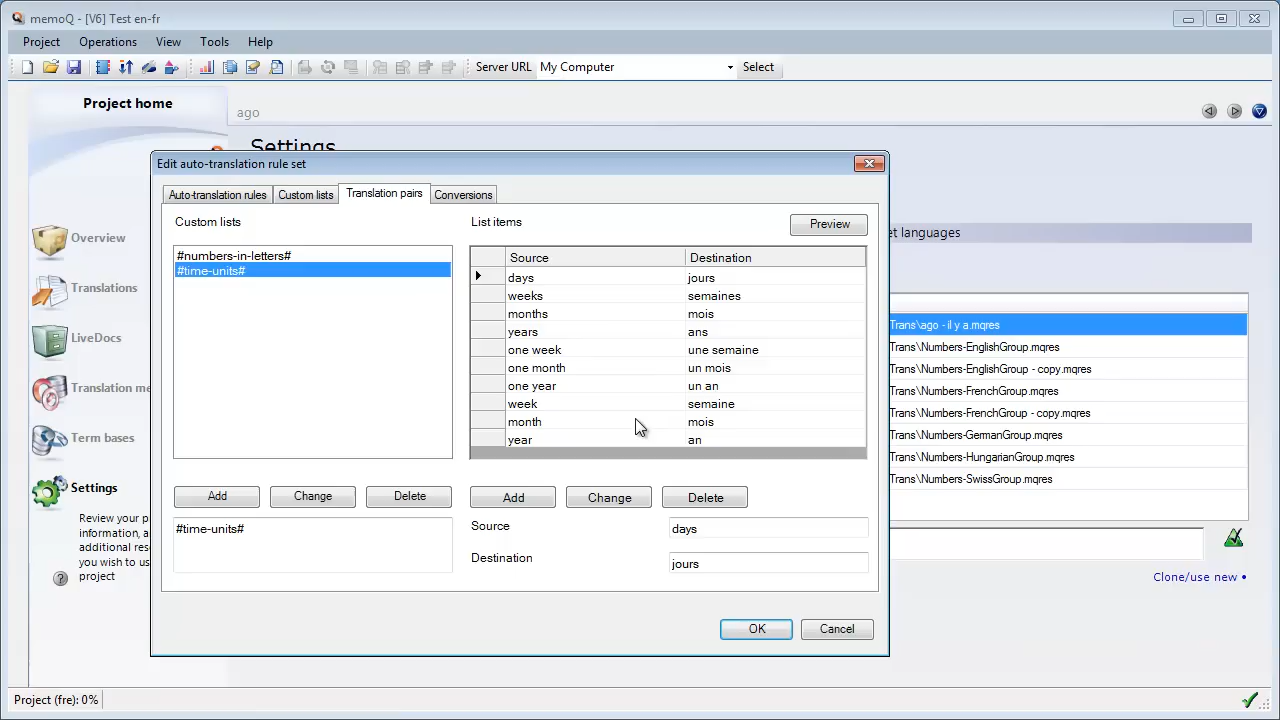 memoQ - [V6] Test en-fr
Project Operations View Tools Help
Server URL My Computer Select
Project home
ago
Settings
Edit auto-translation rule set
Auto-translation rules Custom lists Translation pairs Conversions
Custom lists List items Preview
#numbers-in-letters#
#time-units#
Source Destination
days jours
weeks semaines
months mois
years ans
one week une semaine
one month un mois
one year un an
week semaine
month mois
year an
Add Change Delete Add Change Delete
#time-units#
Source days
Destination jours
OK Cancel
Overview
Translations
LiveDocs
Translation me
Term bases
Settings
Review your p
information, a
additional res
you wish to us
project
et languages
Trans\ago - il y a.mqres
Trans\Numbers-EnglishGroup.mqres
Trans\Numbers-EnglishGroup - copy.mqres
Trans\Numbers-FrenchGroup.mqres
Trans\Numbers-FrenchGroup - copy.mqres
Trans\Numbers-GermanGroup.mqres
Trans\Numbers-HungarianGroup.mqres
Trans\Numbers-SwissGroup.mqres
Clone/use new •
Project (fre): 0%